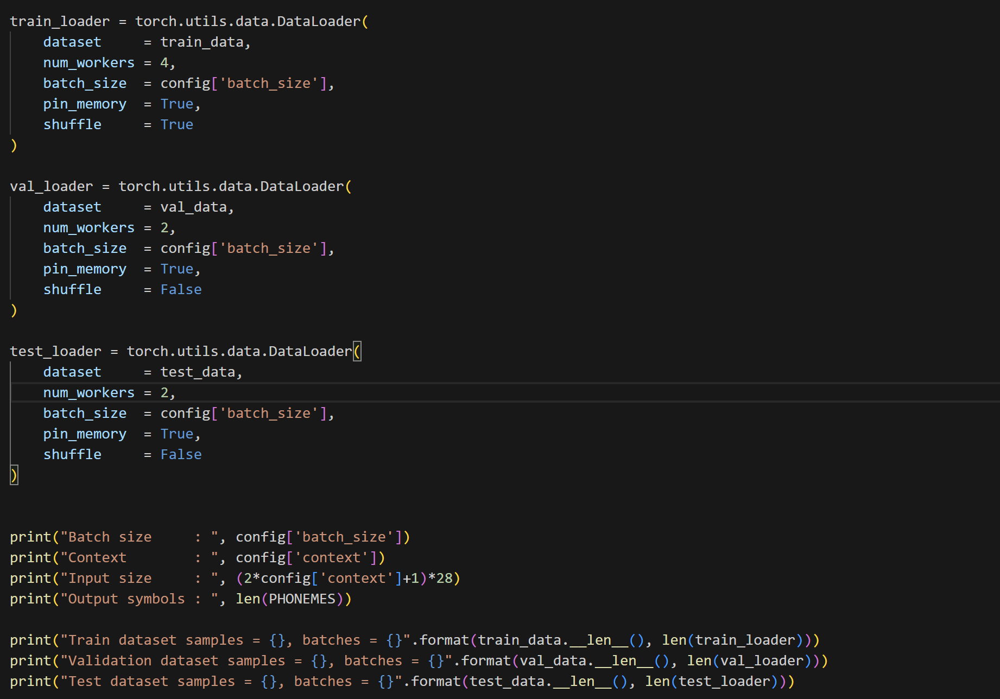 train_loader = torch.utils.data.DataLoader(
    dataset     = train_data,
    num_workers = 4,
    batch_size  = config['batch_size'],
    pin_memory  = True,
    shuffle     = True
)
val_loader = torch.utils.data.DataLoader(
    dataset     = val_data,
    num_workers = 2,
    batch_size  = config['batch_size'],
    pin_memory  = True,
    shuffle     = False
)
test_loader = torch.utils.data.DataLoader(
    dataset     = test_data,
    num_workers = 2,
    batch_size  = config['batch_size'],
    pin_memory  = True,
    shuffle     = False
)
print("Batch size     : ", config['batch_size'])
print("Context        : ", config['context'])
print("Input size     : ", (2*config['context']+1)*28)
print("Output symbols : ", len(PHONEMES))
print("Train dataset samples = {}, batches = {}".format(train_data.__len__(), len(train_loader)))
print("Validation dataset samples = {}, batches = {}".format(val_data.__len__(), len(val_loader)))
print("Test dataset samples = {}, batches = {}".format(test_data.__len__(), len(test_loader)))